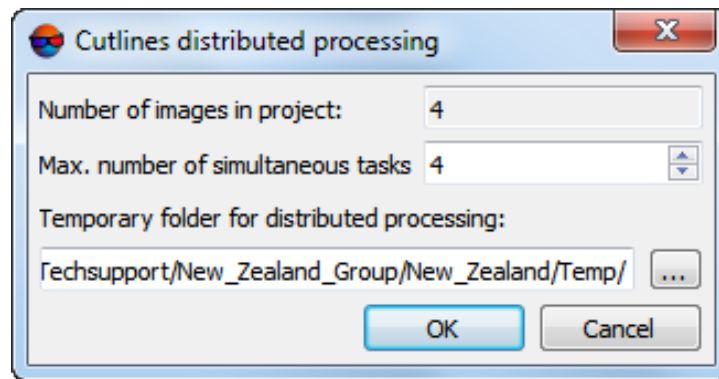 Cutlines distributed processing
Number of images in project: 4
Max. number of simultaneous tasks 4
Temporary folder for distributed processing:
Techsupport/New_Zealand_Group/New_Zealand/Temp/ ...
OK Cancel